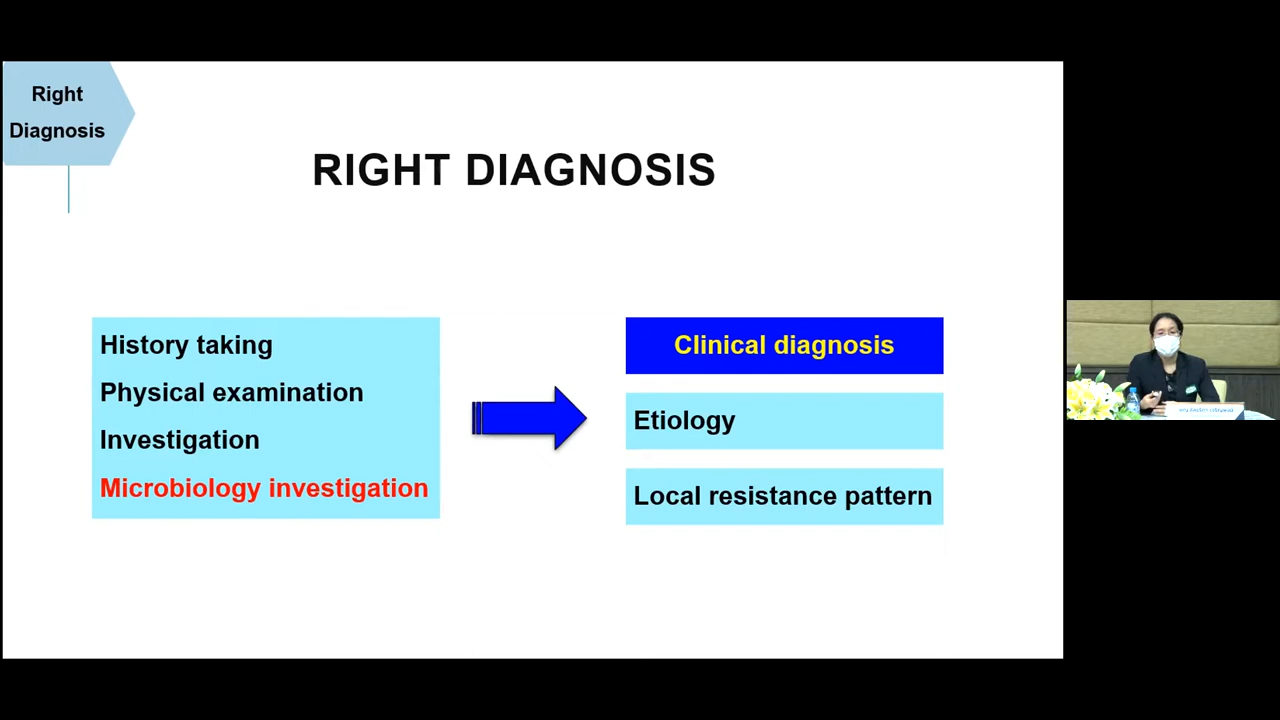 Right
Diagnosis
RIGHT DIAGNOSIS
History taking
Physical examination
Investigation
Microbiology investigation
Clinical diagnosis
Etiology
Local resistance pattern